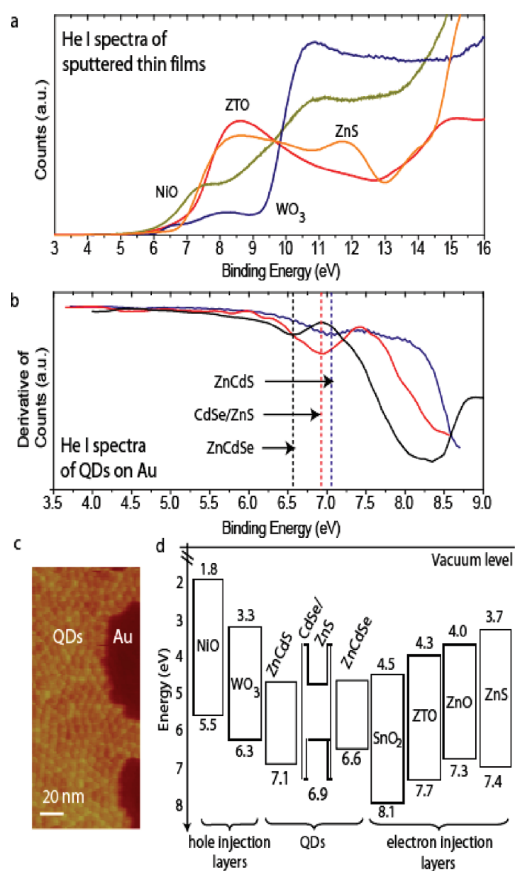 a
He I spectra of
sputtered thin films
ZTO
ZnS
NiO
WO3
Counts (a.u.)
3 4 5 6 7 8 9 10 11 12 13 14 15 16
Binding Energy (eV)
b
Derivative of
Counts (a.u.)
ZnCdS
CdSe/ZnS
ZnCdSe
He I spectra
of QDs on Au
3.5 4.0 4.5 5.0 5.5 6.0 6.5 7.0 7.5 8.0 8.5 9.0
Binding Energy (eV)
c
QDs
Au
20 nm
d
Vacuum level
Energy (eV)
2
3
4
5
6
7
8
1.8
NiO
5.5
3.3
WO3
6.3
ZnCdS
7.1
CdSe/
ZnS
6.9
ZnCdSe
6.6
4.5
SnO2
8.1
4.3
ZTO
7.7
4.0
ZnO
7.3
3.7
ZnS
7.4
hole injection
layers
QDs
electron injection
layers